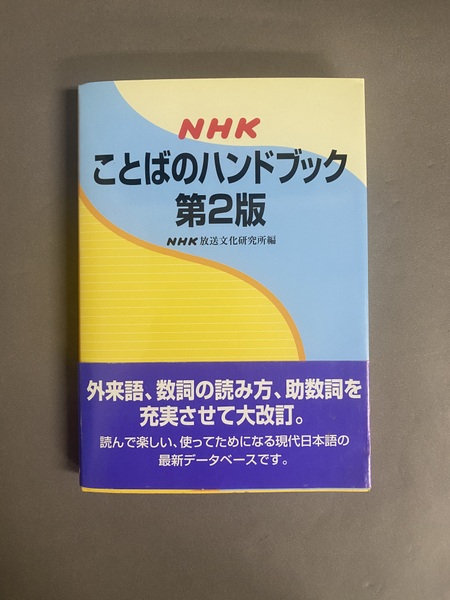 NHK
ことばのハンドブック
第2版
NHK 放送文化研究所編
外来語、数詞の読み方、助数詞を
充実させて大改訂。
読んで楽しい、使ってためになる現代日本語の
最新データベースです。